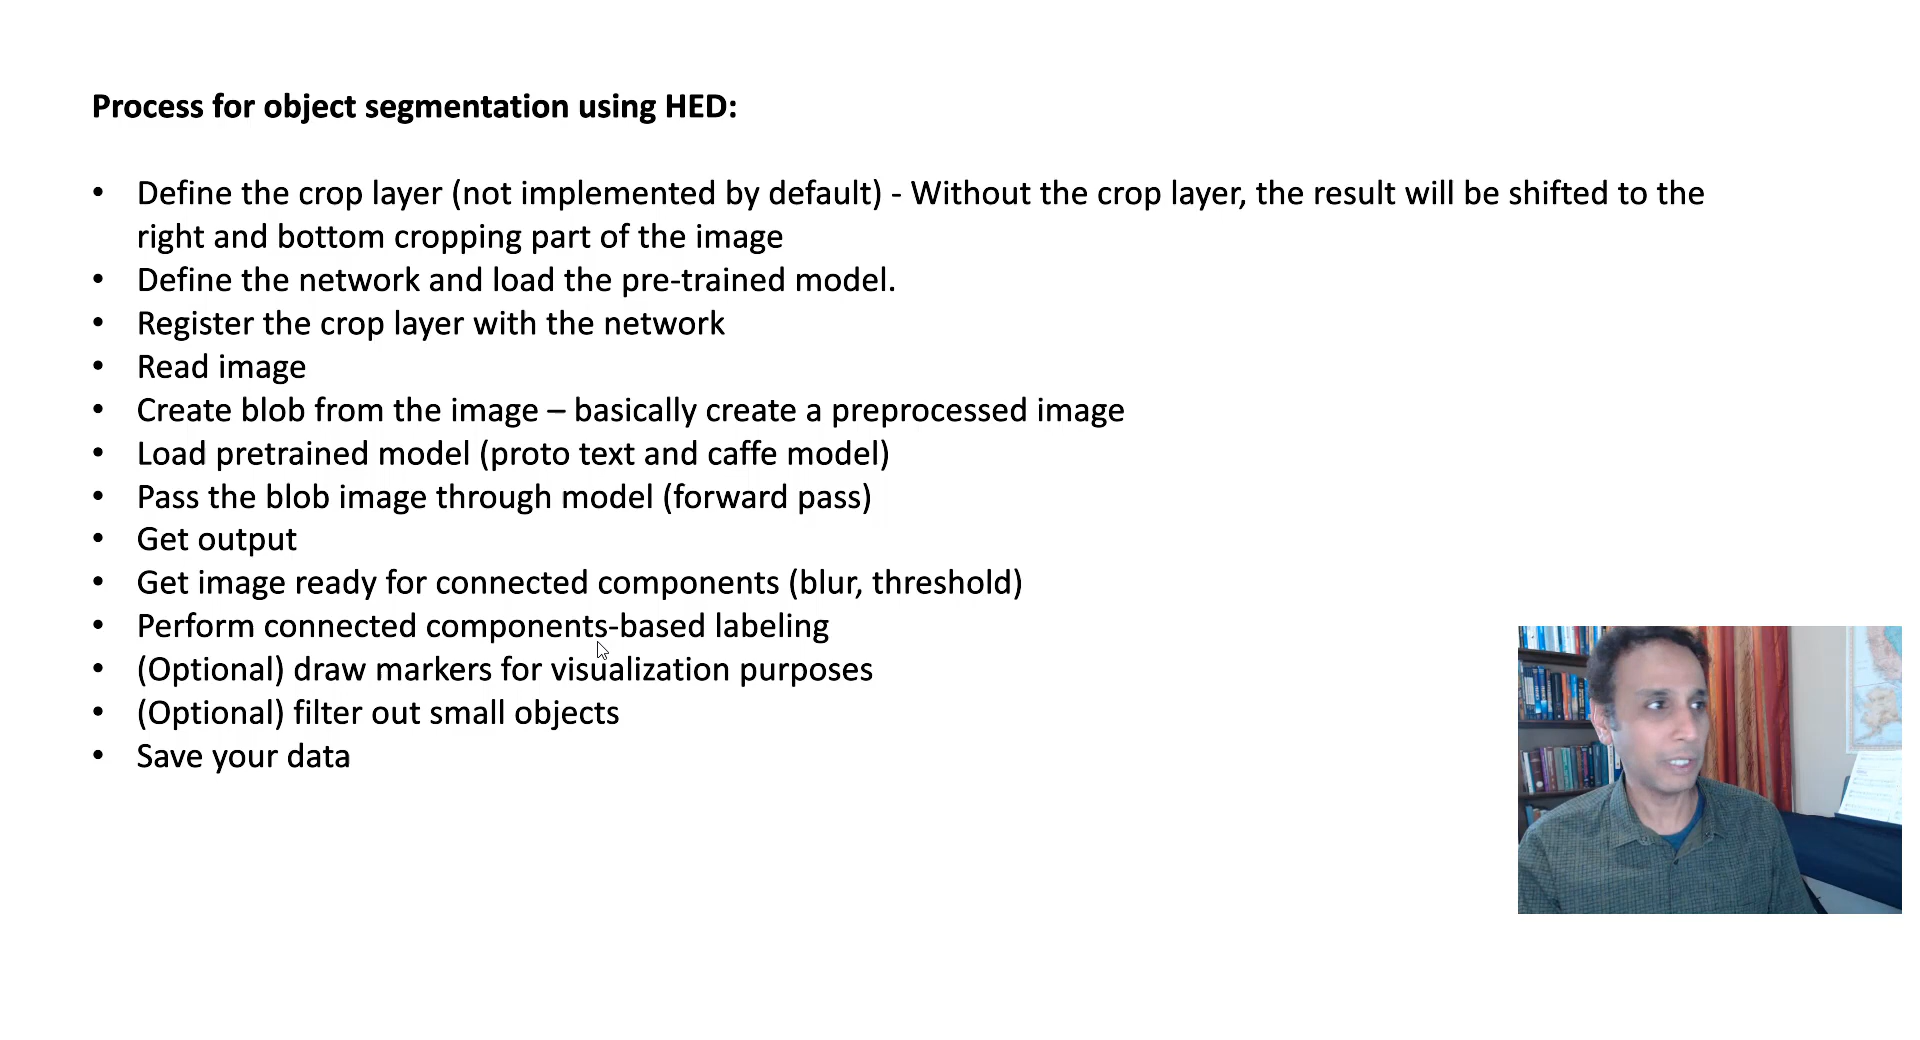 Process for object segmentation using HED:
• Define the crop layer (not implemented by default) - Without the crop layer, the result will be shifted to the
right and bottom cropping part of the image
• Define the network and load the pre-trained model.
• Register the crop layer with the network
• Read image
• Create blob from the image – basically create a preprocessed image
• Load pretrained model (proto text and caffe model)
• Pass the blob image through model (forward pass)
• Get output
• Get image ready for connected components (blur, threshold)
• Perform connected components-based labeling
• (Optional) draw markers for visualization purposes
• (Optional) filter out small objects
• Save your data